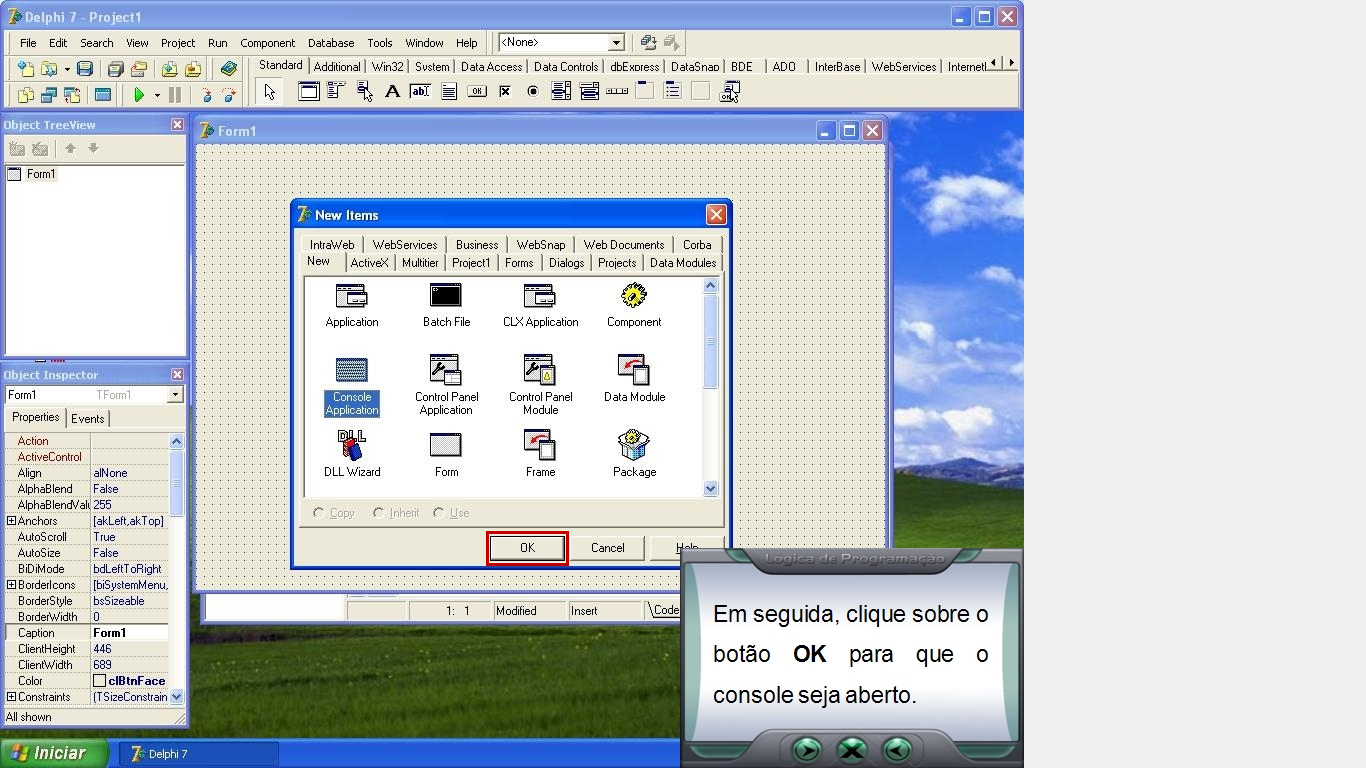 Delphi 7 - Project1
File Edit Search View Project Run Component Database Tools Window Help <None>
Standard Additional Win32 System Data Access Data Controls dbExpress DataSnap BDE ADO InterBase WebServices Internet
Object TreeView
Form1
Form1
New Items
IntraWeb WebServices Business WebSnap Web Documents Corba
New ActiveX Multitier Project1 Forms Dialogs Projects Data Modules
Application Batch File CLX Application Component
Console Application Control Panel Application Control Panel Module Data Module
DLL Wizard Form Frame Package
Copy Inherit Use
OK Cancel Help
Object Inspector
Form1 TForm1
Properties Events
Action
ActiveControl
Align alNone
AlphaBlend False
AlphaBlendValu 255
Anchors [akLeft,akTop]
AutoScroll True
AutoSize False
BiDiMode bdLeftToRight
BorderIcons [biSystemMenu,
BorderStyle bsSizeable
BorderWidth 0
Caption Form1
ClientHeight 446
ClientWidth 689
Color clBtnFace
Constraints (TSizeConstrain
All shown
1: 1 Modified Insert \Code
Lógica de Programação
Em seguida, clique sobre o
botão OK para que o
console seja aberto.
Iniciar Delphi 7